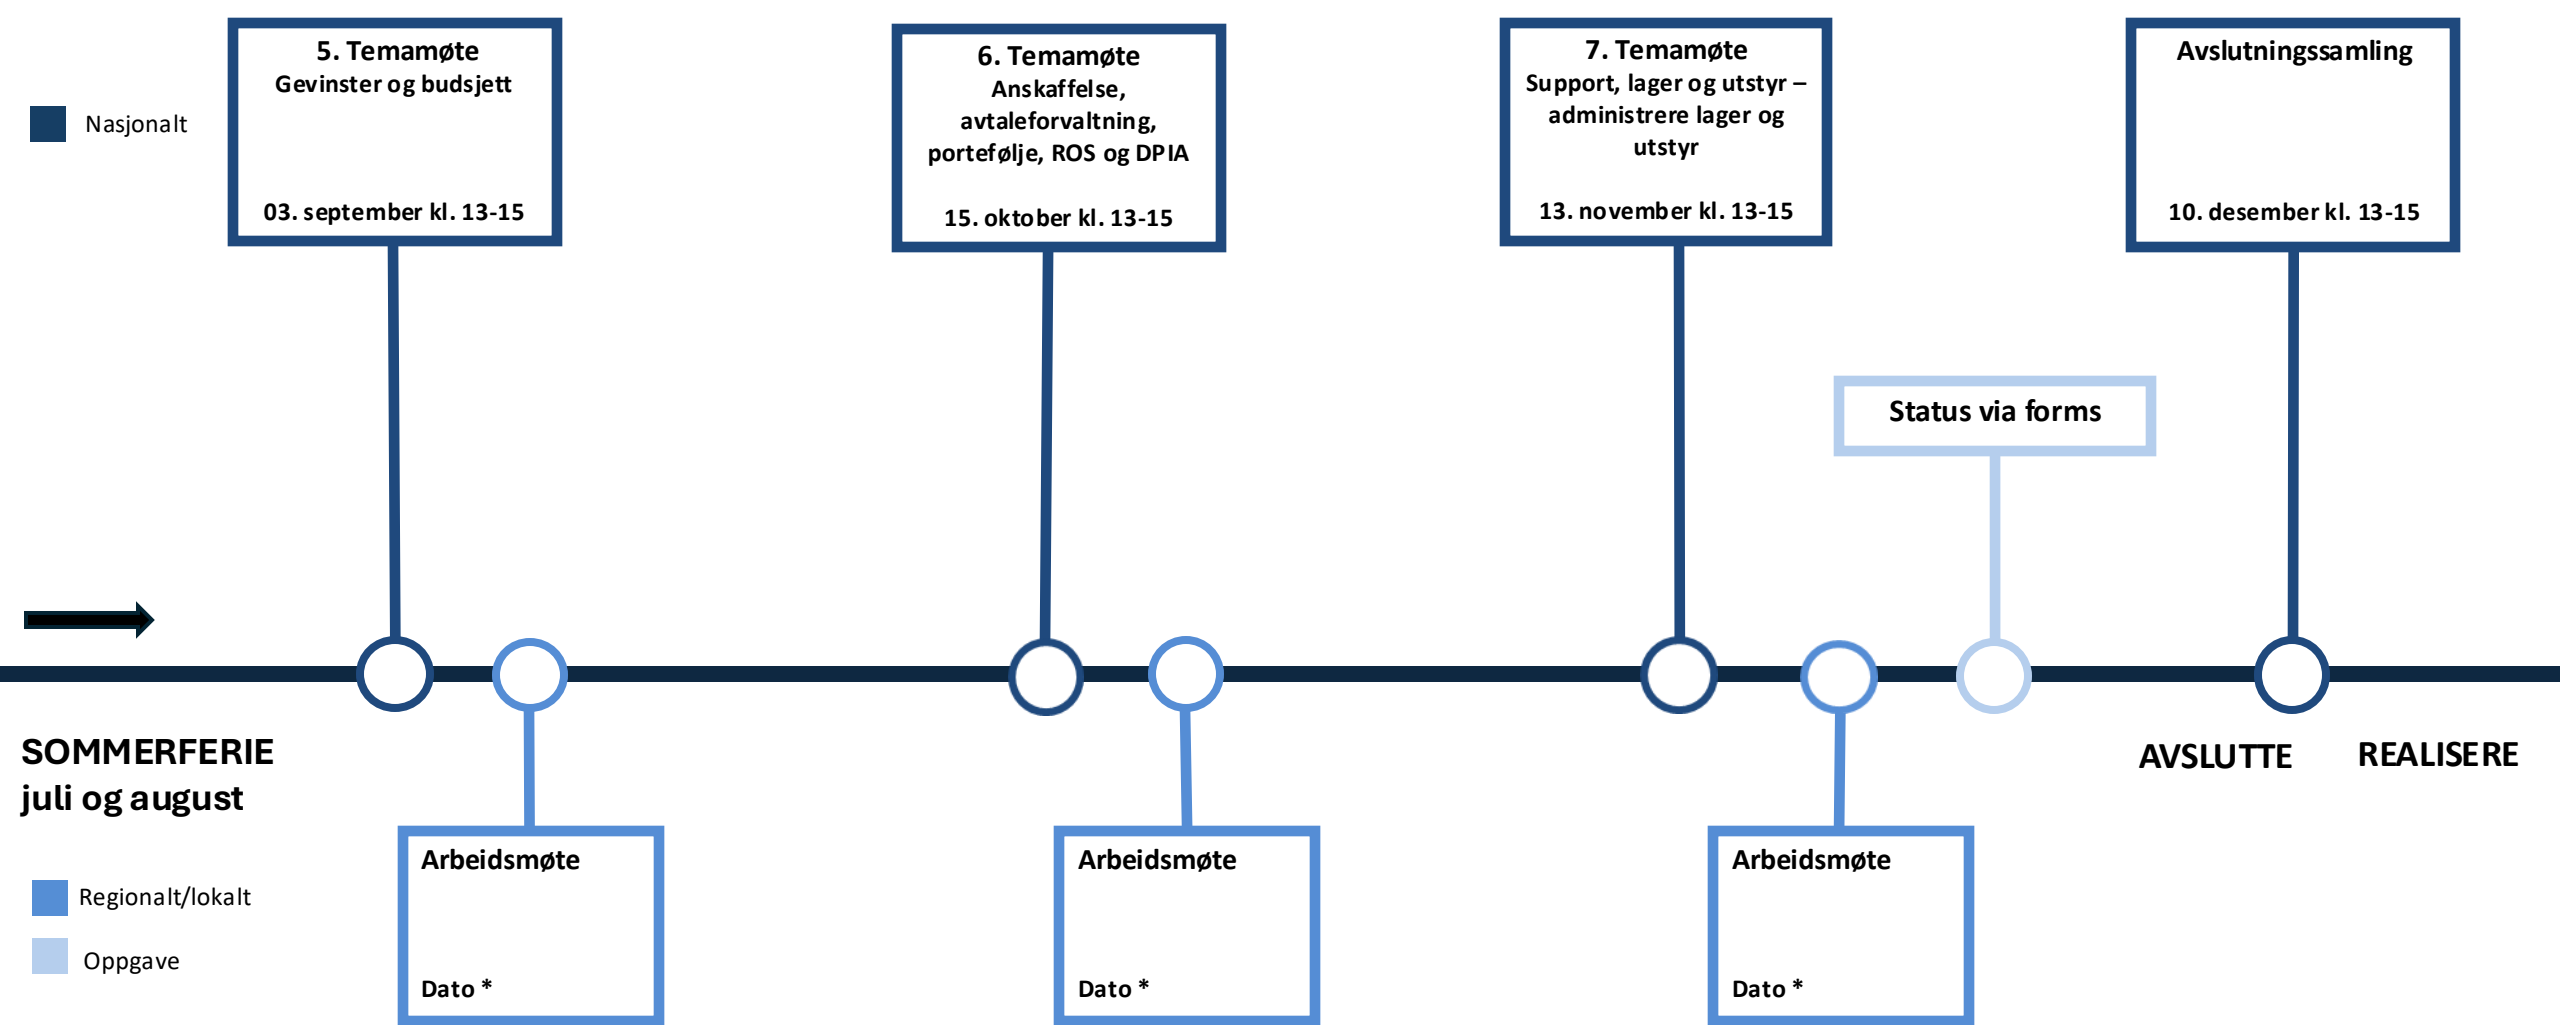 5. Temamøte
Gevinster og budsjett
03. september kl. 13-15
6. Temamøte
Anskaffelse,
avtaleforvaltning,
portefølje, ROS og DPIA
15. oktober kl. 13-15
7. Temamøte
Support, lager og utstyr –
administrere lager og
utstyr
13. november kl. 13-15
Avslutningssamling
10. desember kl. 13-15
Nasjonalt
Status via forms
SOMMERFERIE
juli og august
AVSLUTTE
REALISERE
Arbeidsmøte
Dato *
Arbeidsmøte
Dato *
Arbeidsmøte
Dato *
Regionalt/lokalt
Oppgave